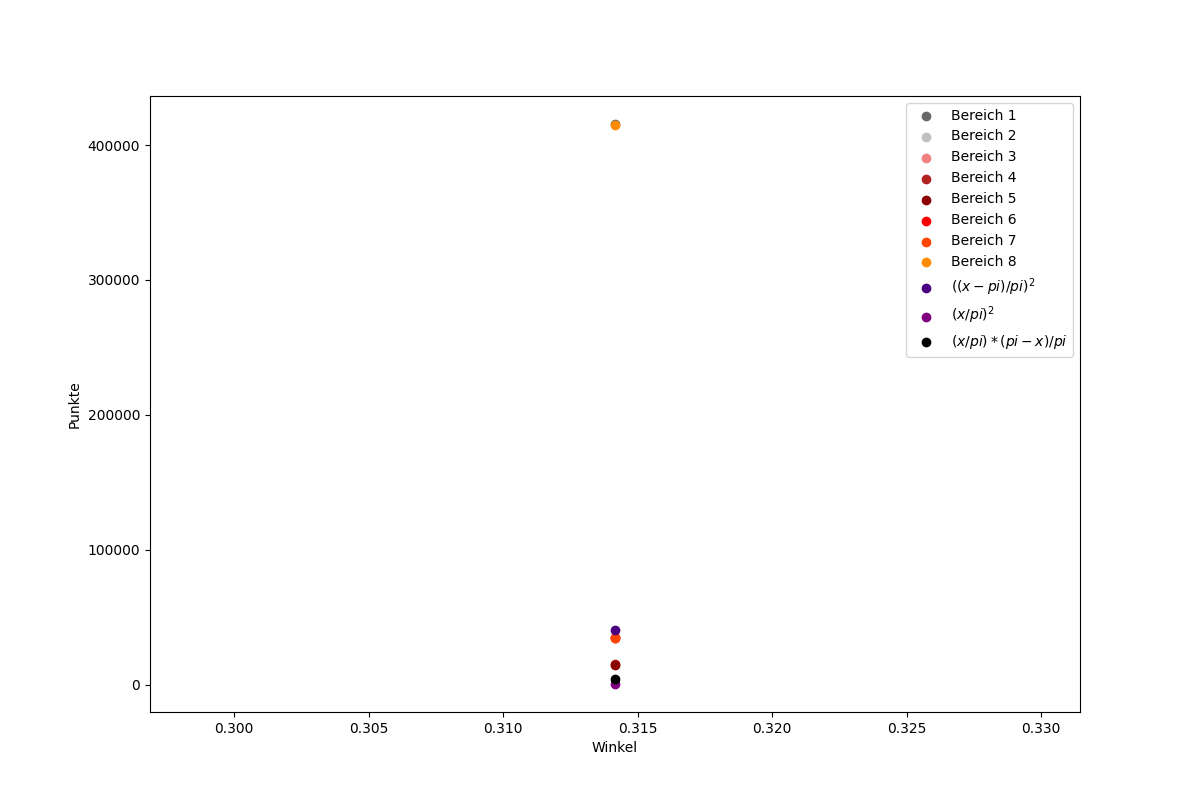 Bereich 1
Bereich 2
Bereich 3
Bereich 4
Bereich 5
Bereich 6
Bereich 7
Bereich 8
((x − pi)/pi)²
(x/pi)²
(x/pi) * (pi − x)/pi
400000
300000
200000
100000
0
Punkte
0.300 0.305 0.310 0.315 0.320 0.325 0.330
Winkel